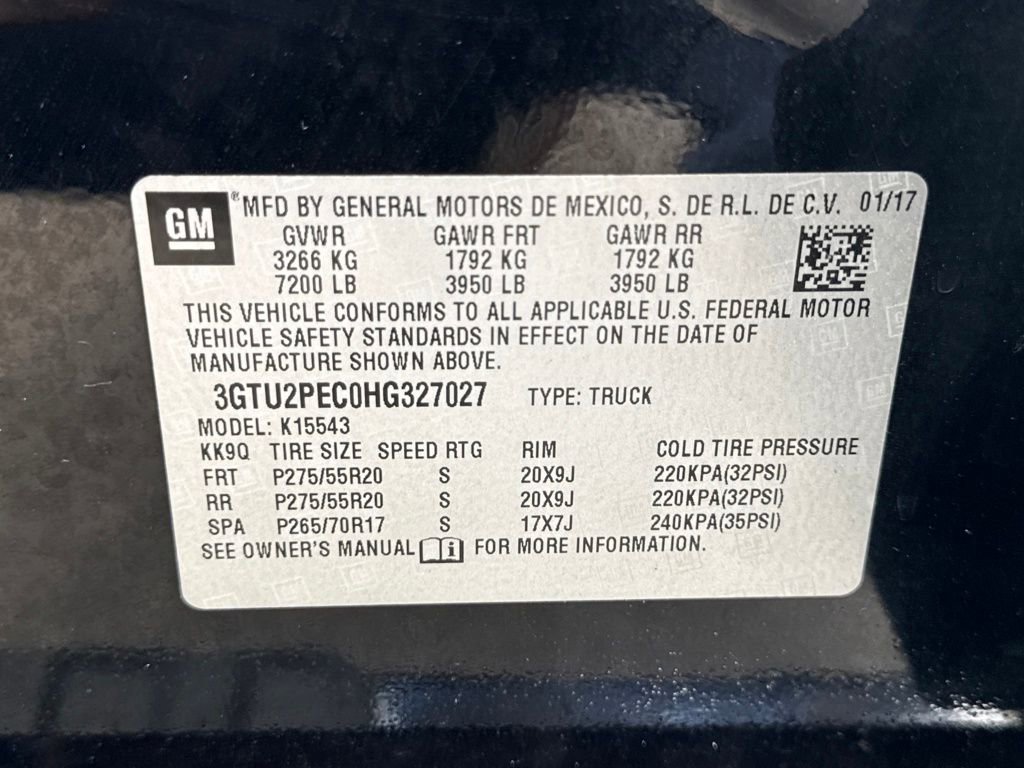 GM ® MFD BY GENERAL MOTORS DE MEXICO, S. DE R.L. DE C.V. 01/17
GVWR GAWR FRT GAWR RR
3266 KG 1792 KG 1792 KG
7200 LB 3950 LB 3950 LB
THIS VEHICLE CONFORMS TO ALL APPLICABLE U.S. FEDERAL MOTOR
VEHICLE SAFETY STANDARDS IN EFFECT ON THE DATE OF
MANUFACTURE SHOWN ABOVE.
3GTU2PEC0HG327027 TYPE: TRUCK
MODEL: K15543
KK9Q TIRE SIZE SPEED RTG RIM COLD TIRE PRESSURE
FRT P275/55R20 S 20X9J 220KPA(32PSI)
RR P275/55R20 S 20X9J 220KPA(32PSI)
SPA P265/70R17 S 17X7J 240KPA(35PSI)
SEE OWNER'S MANUAL i FOR MORE INFORMATION.